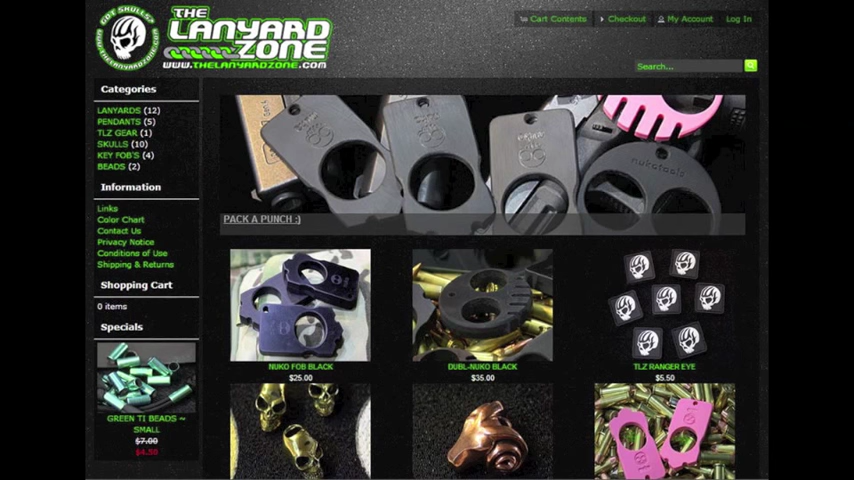 GOT SKULLS?
WWW.THELANYARDZONE.COM
THE
LANYARD
ZONE
WWW.THELANYARDZONE.COM
Cart Contents
Checkout
My Account
Log In
Search...
Categories
LANYARDS (12)
PENDANTS (5)
TLZ GEAR (1)
SKULLS (10)
KEY FOB'S (4)
BEADS (2)
Information
Links
Color Chart
Contact Us
Privacy Notice
Conditions of Use
Shipping & Returns
Shopping Cart
0 items
Specials
GREEN TI BEADS ~
SMALL
$7.00
$4.50
nukotools
PACK A PUNCH :)
NUKO FOB BLACK
$25.00
DUBL-NUKO BLACK
$35.00
TLZ RANGER EYE
$5.50